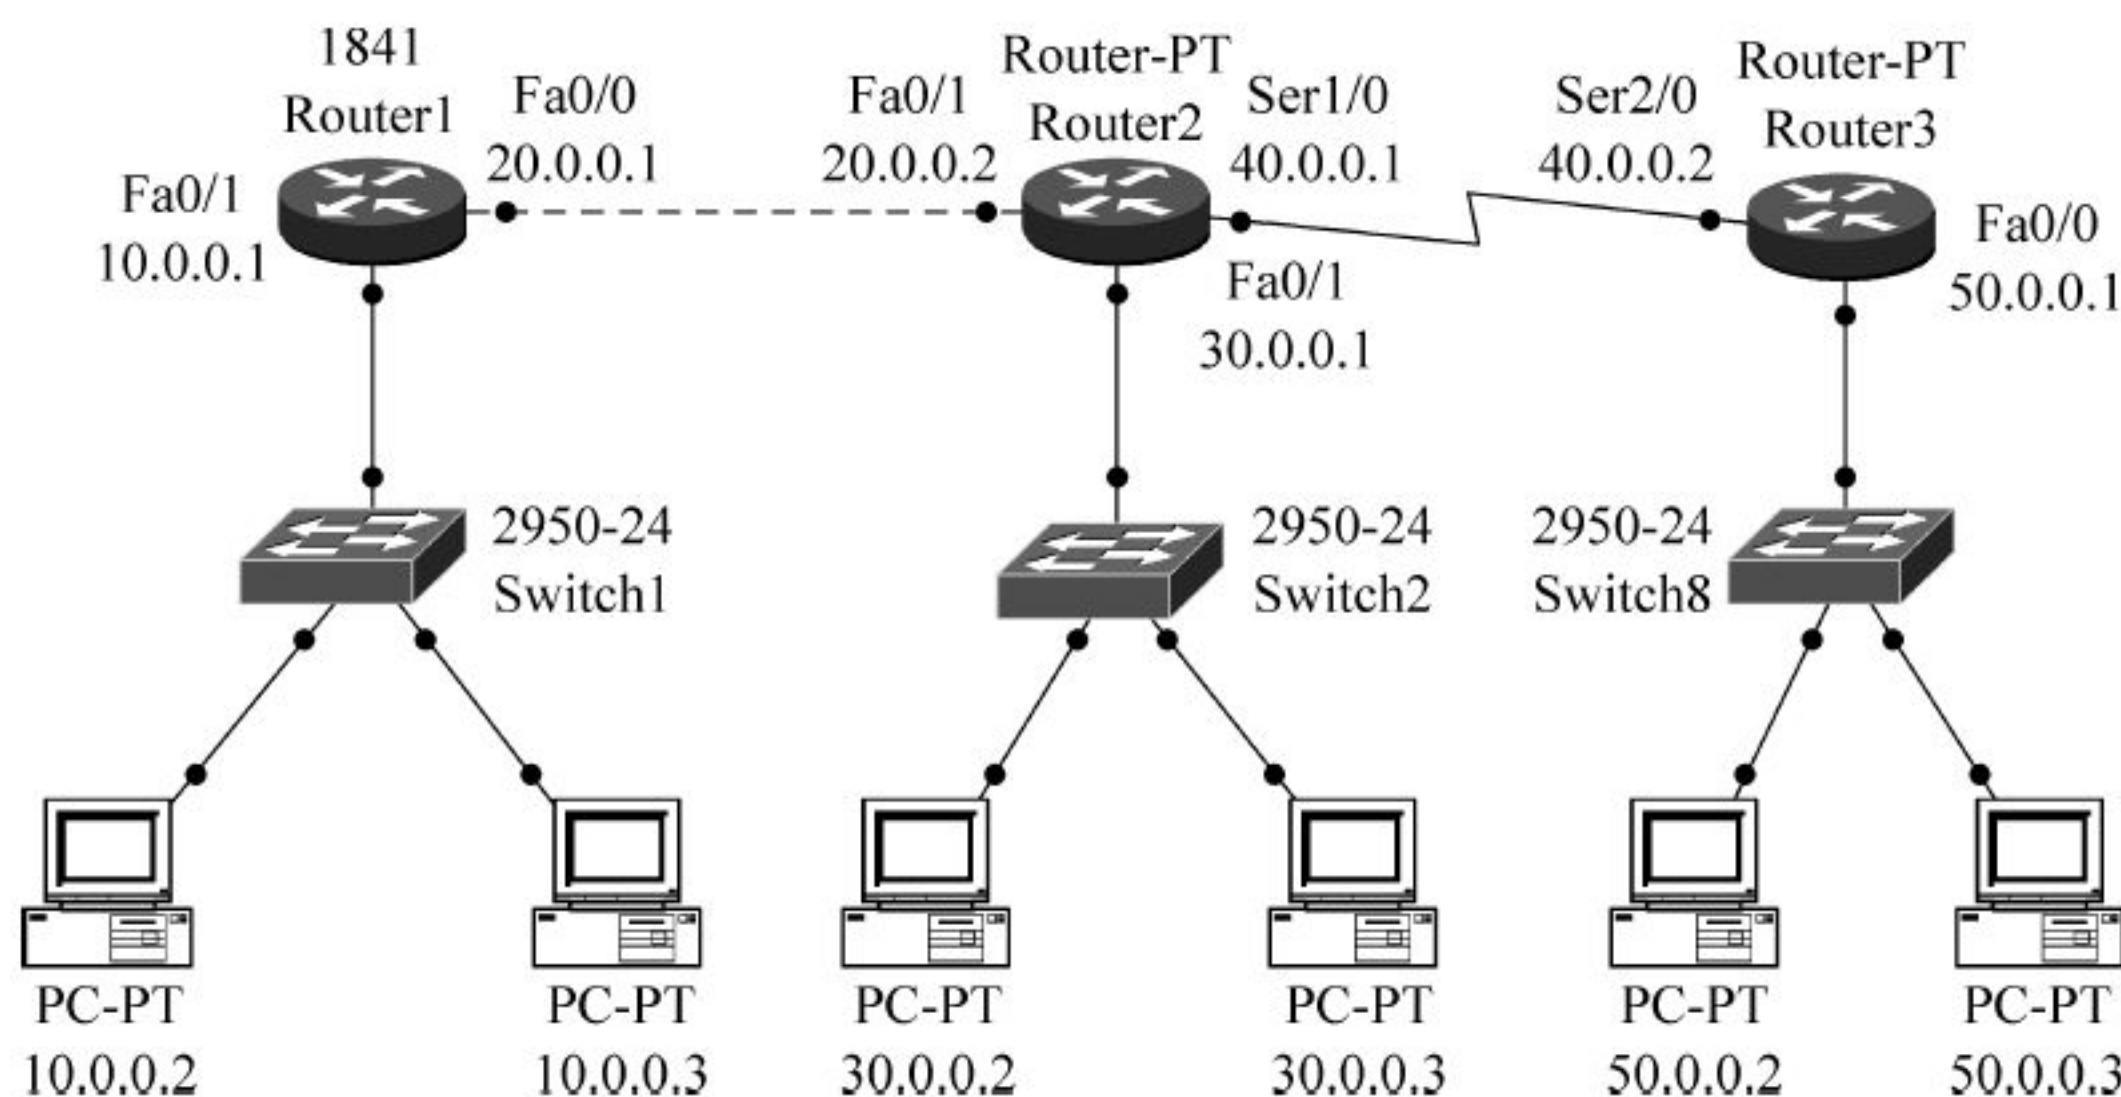 1841
Router1
Fa0/0
20.0.0.1
Fa0/1
10.0.0.1
Fa0/1
20.0.0.2
Router-PT
Router2
Ser1/0
40.0.0.1
Fa0/1
30.0.0.1
Ser2/0
40.0.0.2
Router-PT
Router3
Fa0/0
50.0.0.1
2950-24
Switch1
2950-24
Switch2
2950-24
Switch8
PC-PT
10.0.0.2
PC-PT
10.0.0.3
PC-PT
30.0.0.2
PC-PT
30.0.0.3
PC-PT
50.0.0.2
PC-PT
50.0.0.3